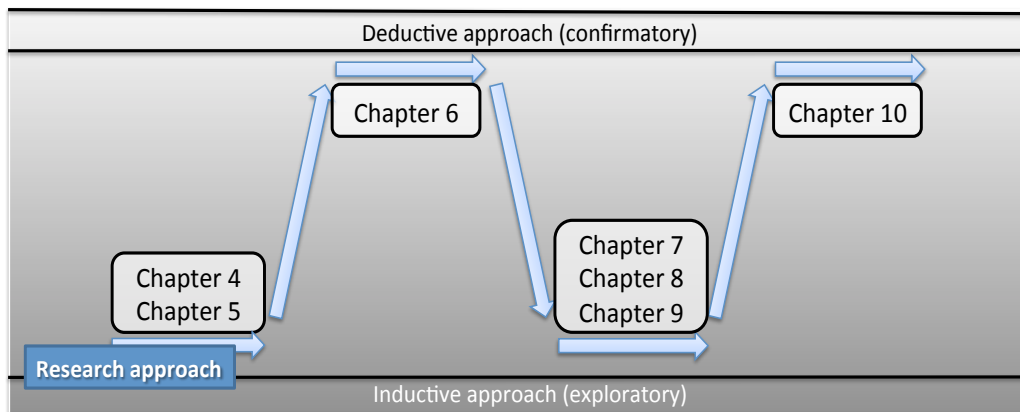 Deductive approach (confirmatory)
Chapter 6
Chapter 10
Chapter 4
Chapter 5
Chapter 7
Chapter 8
Chapter 9
Research approach
Inductive approach (exploratory)